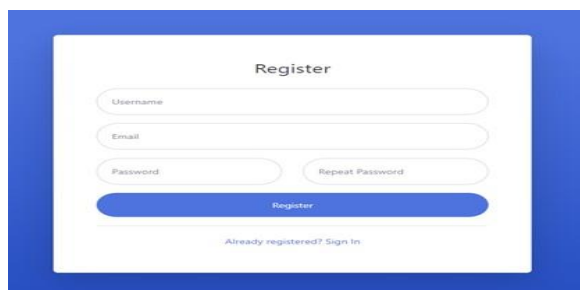 Register
Username
Email
Password Repeat Password
Register
Already registered? Sign In